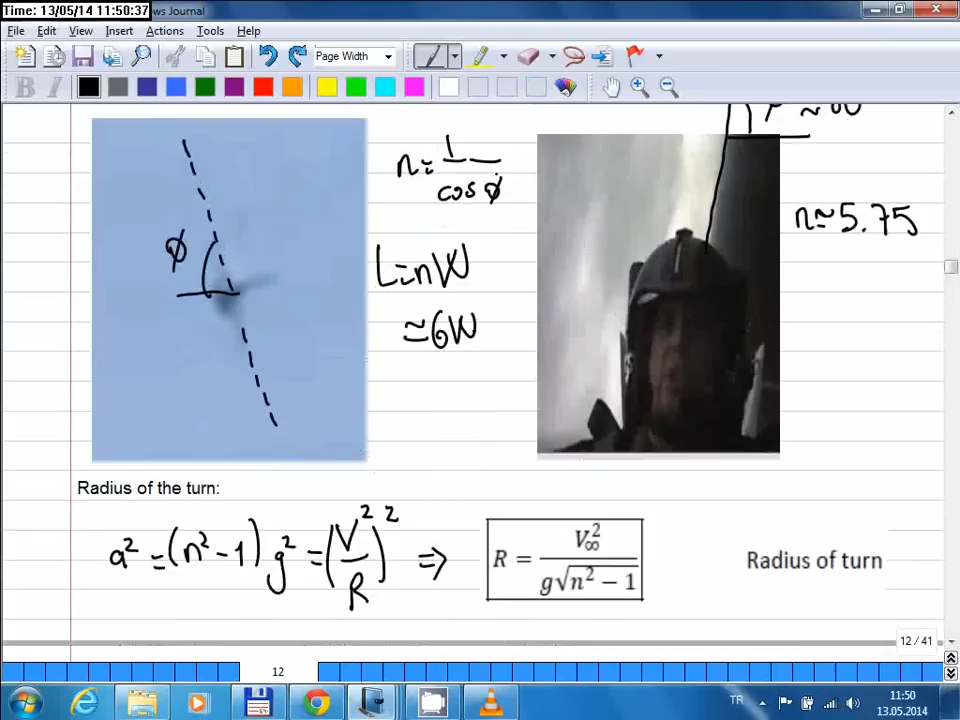 Time: 13/05/14 11:50:37
ows Journal
File Edit View Insert Actions Tools Help
Page Width
B I
n = 1 / cos ϕ
n ≈ 5.75
ϕ
L = nW
≈ 6W
Radius of the turn:
a² = (n² - 1) g² = (V² / R)² ⇒
R = V∞² / g√n² − 1
Radius of turn
12 / 41
12
TR
11:50
13.05.2014